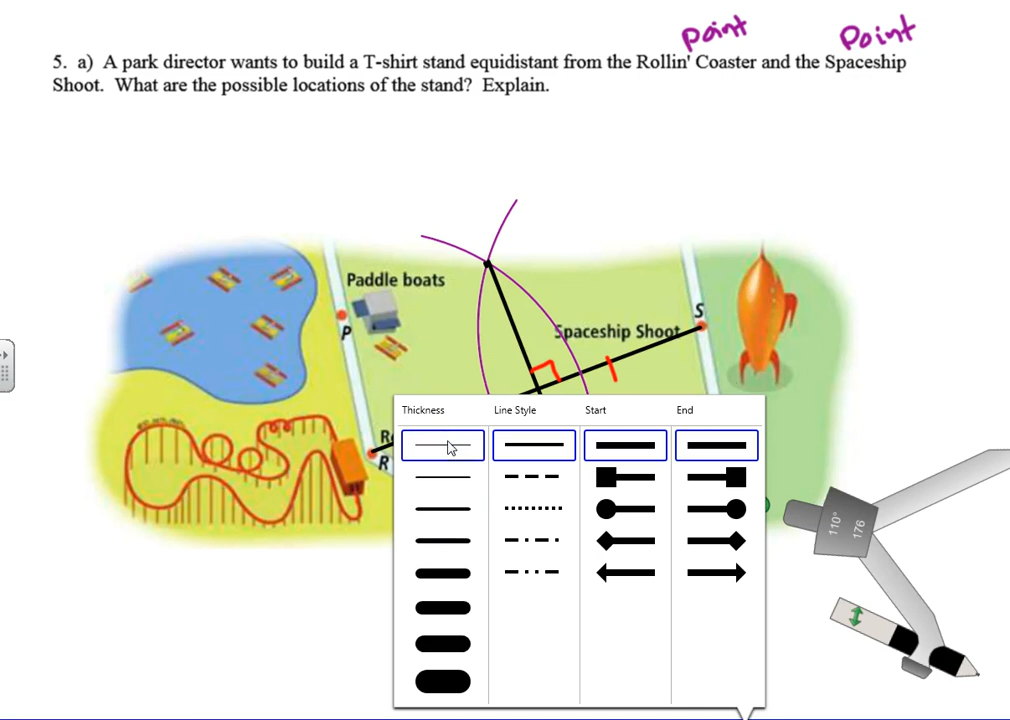 point Point
5. a) A park director wants to build a T-shirt stand equidistant from the Rollin' Coaster and the Spaceship
Shoot. What are the possible locations of the stand? Explain.
Paddle boats
S
Spaceship Shoot
P
R
Thickness Line Style Start End
110° 176